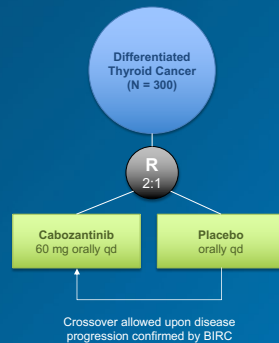 Differentiated
Thyroid Cancer
(N = 300)
R
2:1
Cabozantinib
60 mg orally qd
Placebo
orally qd
Crossover allowed upon disease
progression confirmed by BIRC